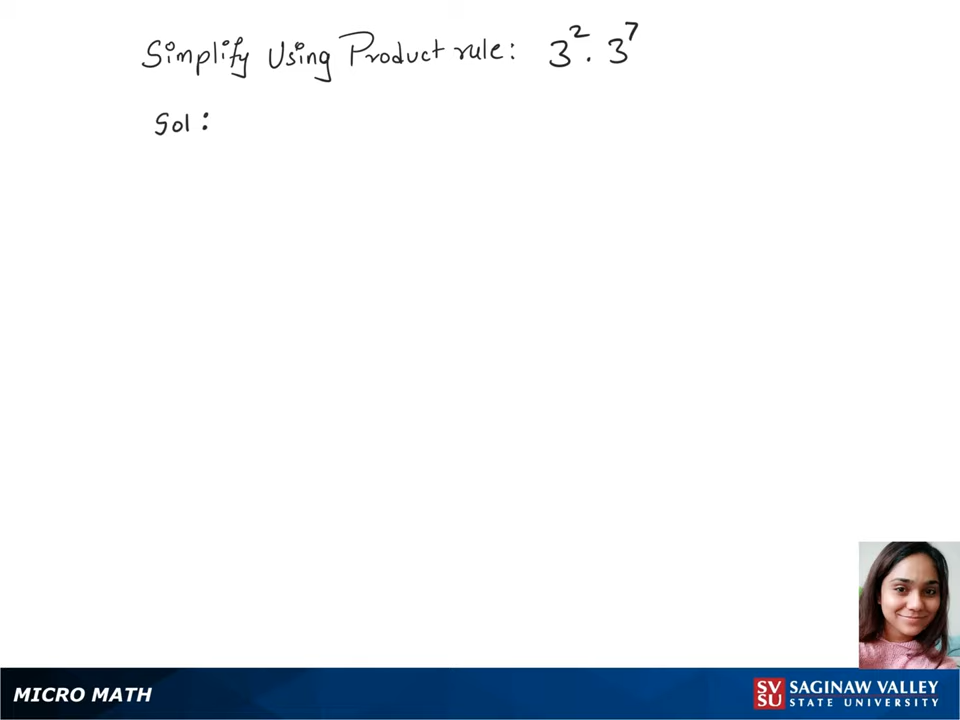 Simplify Using Product rule: 3² . 3⁷
Sol:
MICRO MATH
SV SU SAGINAW VALLEY STATE UNIVERSITY